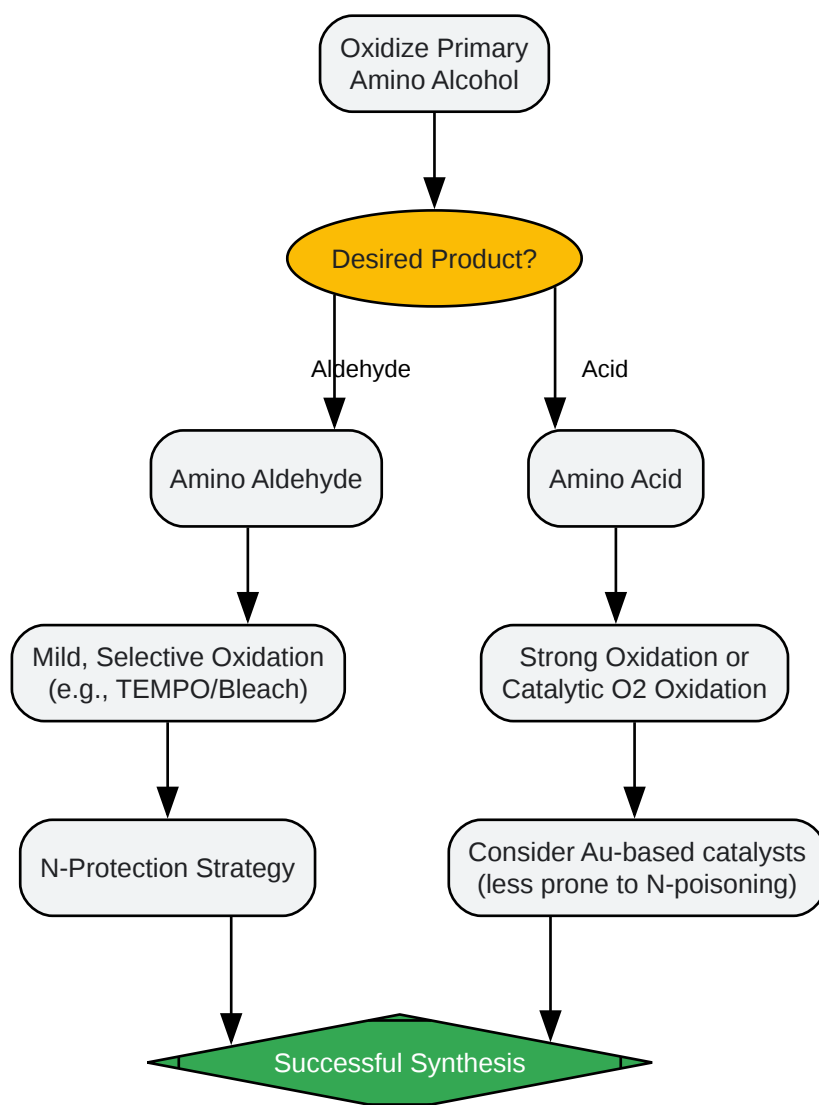 Oxidize Primary
Amino Alcohol
Desired Product?
Aldehyde
Acid
Amino Aldehyde
Amino Acid
Mild, Selective Oxidation
(e.g., TEMPO/Bleach)
Strong Oxidation or
Catalytic O2 Oxidation
N-Protection Strategy
Consider Au-based catalysts
(less prone to N-poisoning)
Successful Synthesis